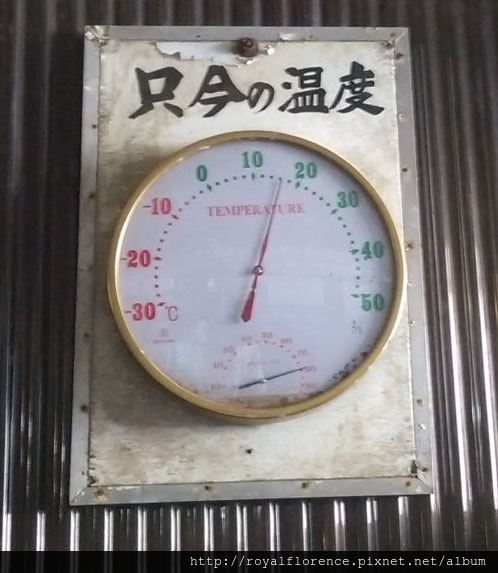 只今の温度
0 10 20
-10 30
TEMPERATURE
-20 40
-30 °C 50
http://royalflorence.pixnet.net/album